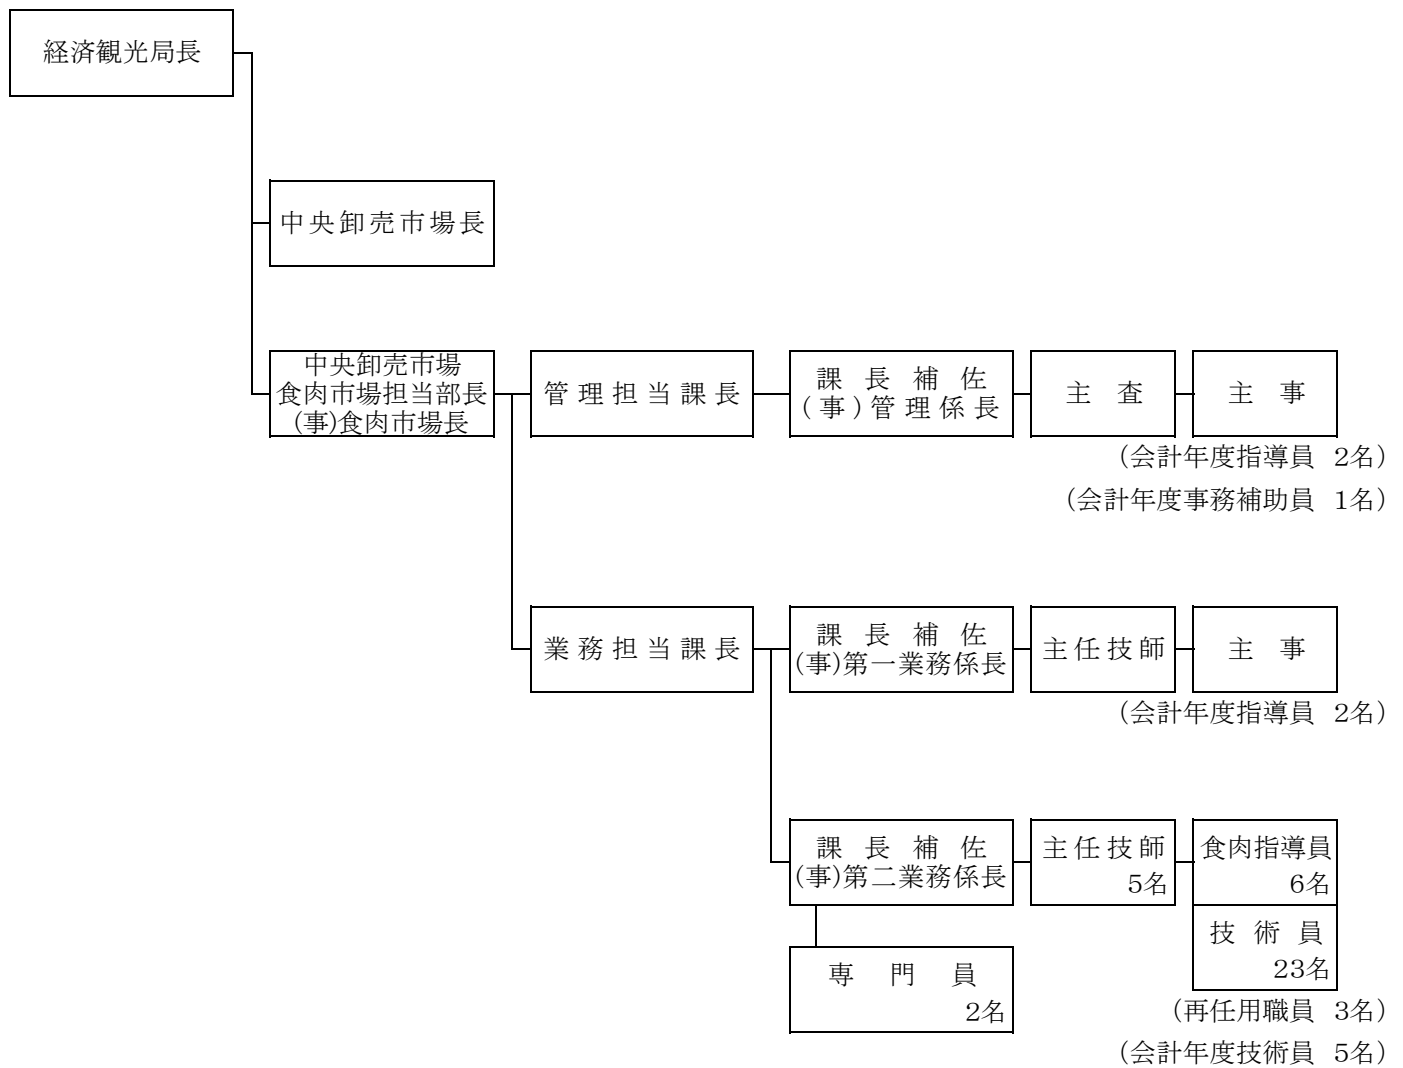 経済観光局長
中央卸売市場長
中央卸売市場
食肉市場担当部長
(事)食肉市場長
管理担当課長
課長補佐
(事)管理係長
主査
主事
(会計年度指導員 2名)
(会計年度事務補助員 1名)
業務担当課長
課長補佐
(事)第一業務係長
主任技師
主事
(会計年度指導員 2名)
課長補佐
(事)第二業務係長
主任技師
5名
食肉指導員
6名
技術員
23名
専門員
2名
(再任用職員 3名)
(会計年度技術員 5名)